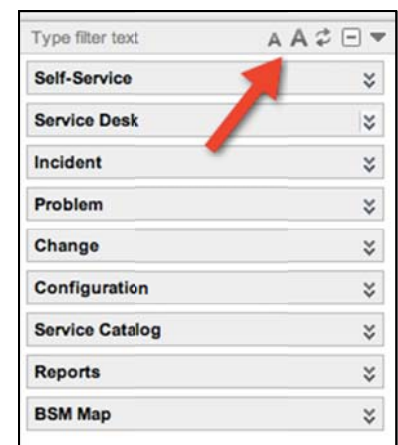 Type filter text A A
Self-Service
Service Desk
Incident
Problem
Change
Configuration
Service Catalog
Reports
BSM Map